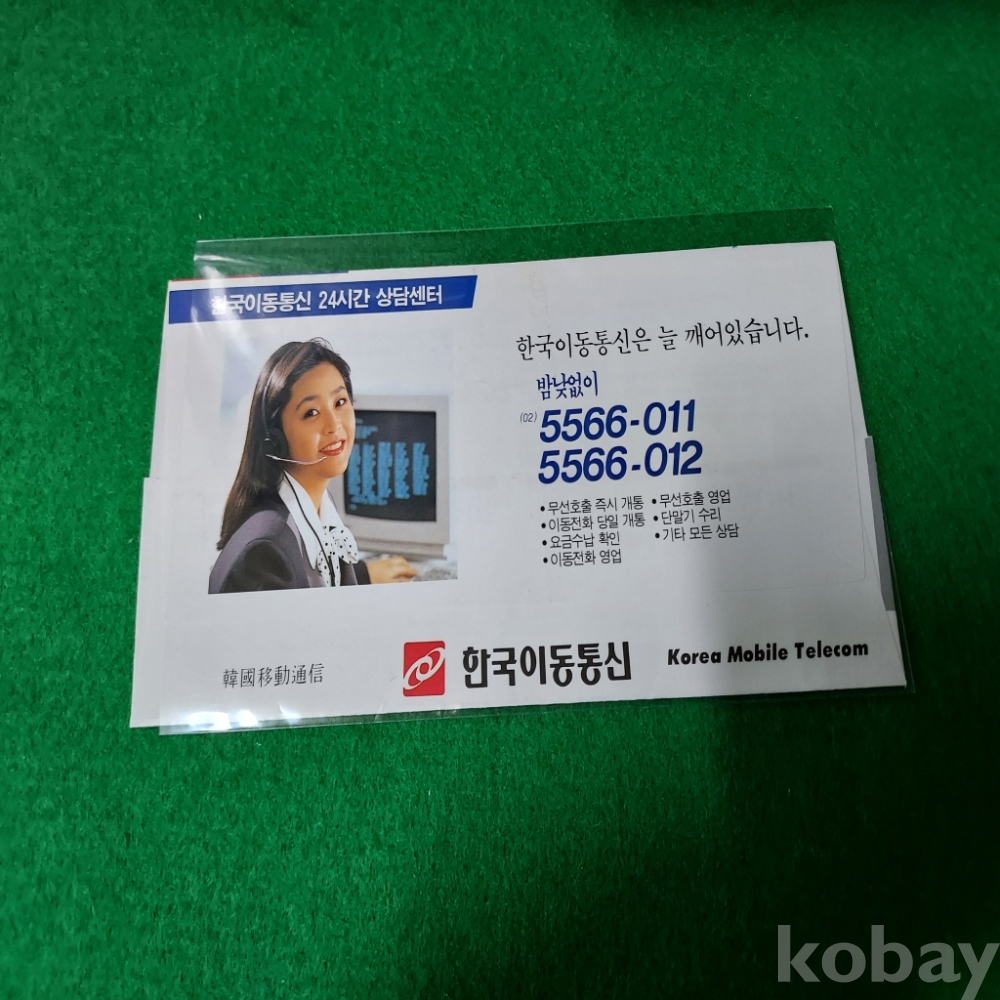 한국이동통신 24시간 상담센터
한국이동통신은 늘 깨어있습니다.
밤낮없이
(02) 5566-011
5566-012
• 무선호출 즉시 개통 • 무선호출 영업
• 이동전화 당일 개통 • 단말기 수리
• 요금수납 확인 • 기타 모든 상담
• 이동전화 영업
韓國移動通信 한국이동통신 Korea Mobile Telecom
kobay